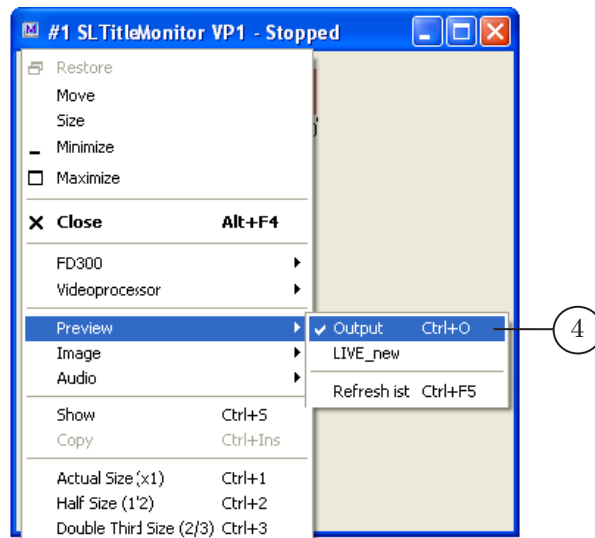 #1 SLTitleMonitor VP1 - Stopped
Restore
Move
Size
Minimize
Maximize
Close Alt+F4
FD300
Videoprocessor
Preview
Output Ctrl+O
4
Image
LIVE_new
Audio
Refresh ist Ctrl+F5
Show Ctrl+S
Copy Ctrl+Ins
Actual Size (x1) Ctrl+1
Half Size (1'2) Ctrl+2
Double Third Size (2/3) Ctrl+3